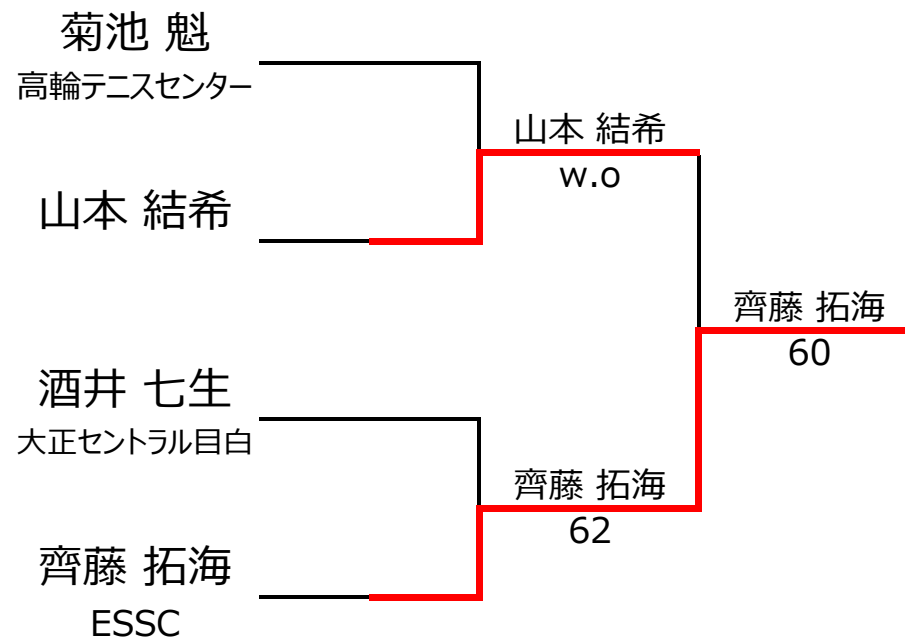 菊池 魁
高輪テニスセンター
山本 結希
山本 結希
w.o
酒井 七生
大正セントラル目白
齊藤 拓海
ESSC
齊藤 拓海
62
齊藤 拓海
60